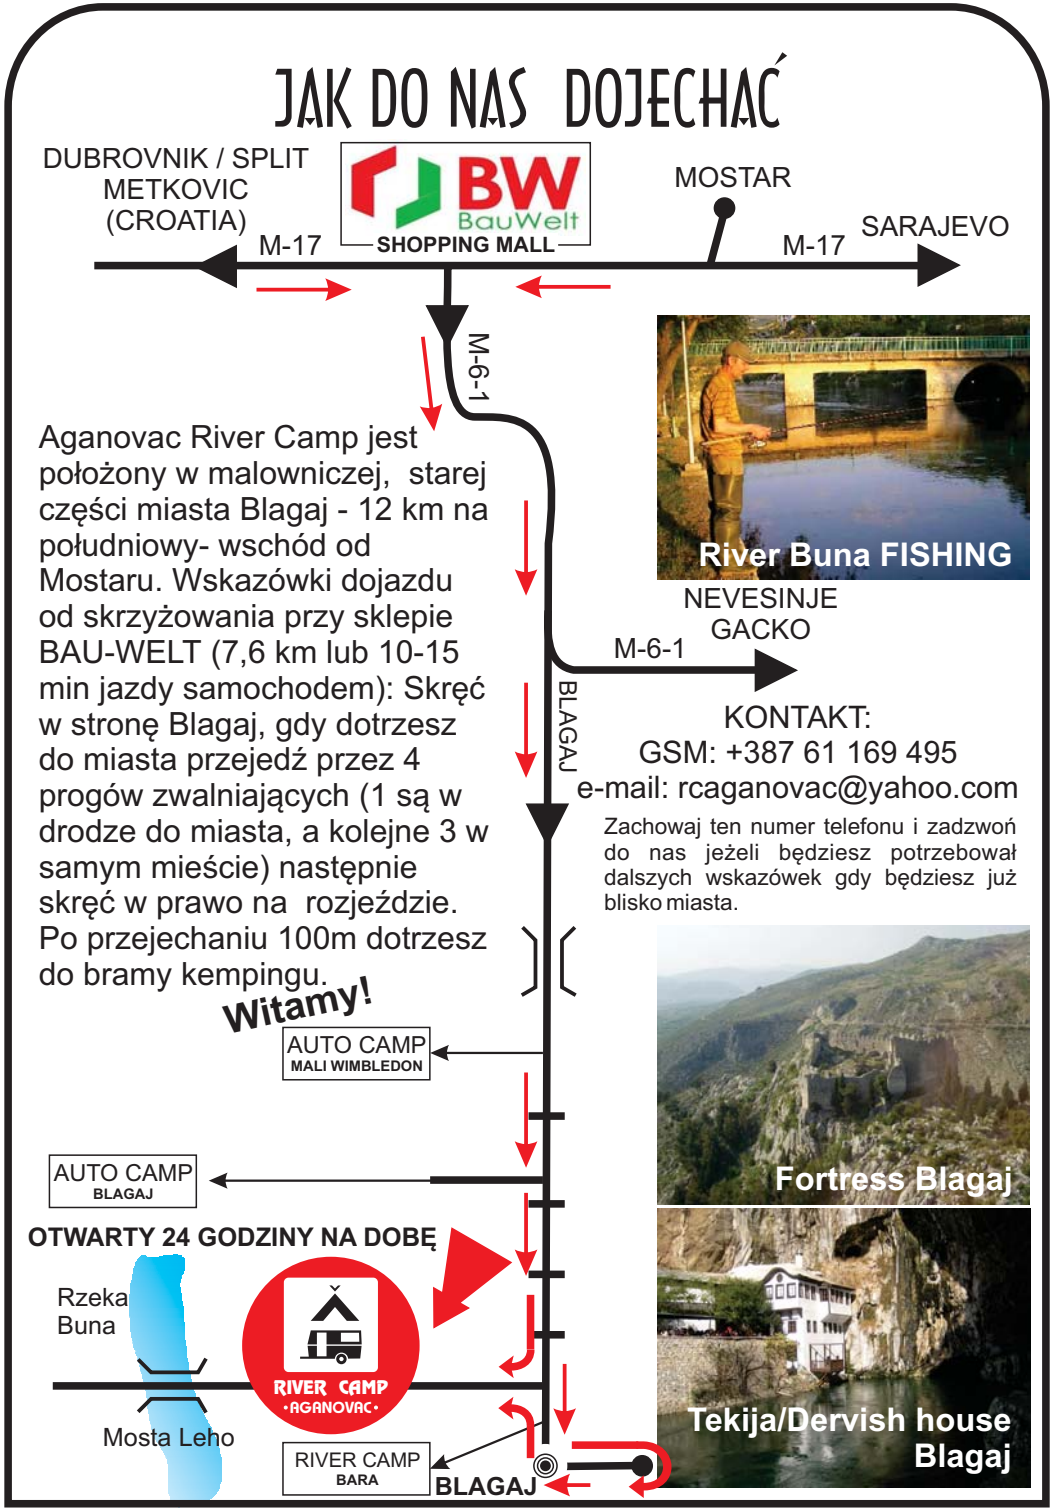 JAK DO NAS DOJECHAĆ
DUBROVNIK / SPLIT
METKOVIC
(CROATIA)
M-17
BW
BauWelt
SHOPPING MALL
MOSTAR
M-17
SARAJEVO
M-6-1
Aganovac River Camp jest
położony w malowniczej, starej
części miasta Blagaj - 12 km na
południowy- wschód od
Mostaru. Wskazówki dojazdu
od skrzyżowania przy sklepie
BAU-WELT (7,6 km lub 10-15
min jazdy samochodem): Skręć
w stronę Blagaj, gdy dotrzesz
do miasta przejedź przez 4
progów zwalniających (1 są w
drodze do miasta, a kolejne 3 w
samym mieście) następnie
skręć w prawo na rozjeździe.
Po przejechaniu 100m dotrzesz
do bramy kempingu.
Witamy!
River Buna FISHING
NEVESINJE
GACKO
M-6-1
BLAGAJ
KONTAKT:
GSM: +387 61 169 495
e-mail: rcaganovac@yahoo.com
Zachowaj ten numer telefonu i zadzwoń
do nas jeżeli będziesz potrzebował
dalszych wskazówek gdy będziesz już
blisko miasta.
AUTO CAMP
MALI WIMBLEDON
AUTO CAMP
BLAGAJ
Fortress Blagaj
OTWARTY 24 GODZINY NA DOBĘ
Rzeka
Buna
RIVER CAMP
•AGANOVAC•
Mosta Leho
RIVER CAMP
BARA
BLAGAJ
Tekija/Dervish house
Blagaj